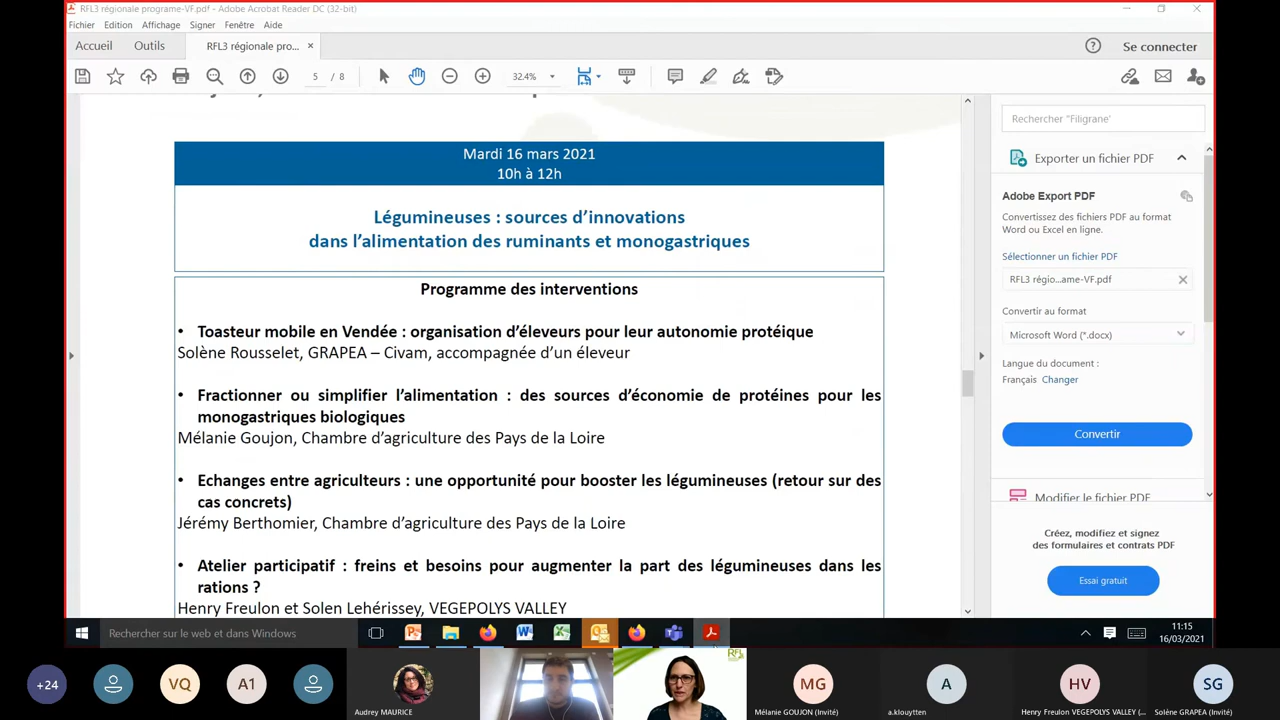 RFL3 régionale programe-VF.pdf - Adobe Acrobat Reader DC (32-bit)
Fichier Edition Affichage Signer Fenêtre Aide
Accueil Outils RFL3 régionale pro... × Se connecter
5 / 8 32.4%
Mardi 16 mars 2021
10h à 12h
Légumineuses : sources d'innovations
dans l'alimentation des ruminants et monogastriques
Programme des interventions
• Toasteur mobile en Vendée : organisation d'éleveurs pour leur autonomie protéique
Solène Rousselet, GRAPEA – Civam, accompagnée d'un éleveur
• Fractionner ou simplifier l'alimentation : des sources d'économie de protéines pour les
monogastriques biologiques
Mélanie Goujon, Chambre d'agriculture des Pays de la Loire
• Echanges entre agriculteurs : une opportunité pour booster les légumineuses (retour sur des
cas concrets)
Jérémy Berthomier, Chambre d'agriculture des Pays de la Loire
• Atelier participatif : freins et besoins pour augmenter la part des légumineuses dans les
rations ?
Henry Freulon et Solen Lehérissey, VEGEPOLYS VALLEY
Rechercher "Filigrane'
Exporter un fichier PDF
Adobe Export PDF
Convertissez des fichiers PDF au format
Word ou Excel en ligne.
Sélectionner un fichier PDF
RFL3 régio...ame-VF.pdf
Convertir au format
Microsoft Word (*.docx)
Langue du document :
Français Changer
Convertir
Modifier le fichier PDF
Créez, modifiez et signez
des formulaires et contrats PDF
Essai gratuit
Rechercher sur le web et dans Windows
11:15
16/03/2021
+24
VQ
A1
Audrey MAURICE
RFL
MG
Mélanie GOUJON (Invité)
A
a.klouytten
HV
Henry Freulon VEGEPOLYS VALLEY (...
SG
Solène GRAPEA (Invité)